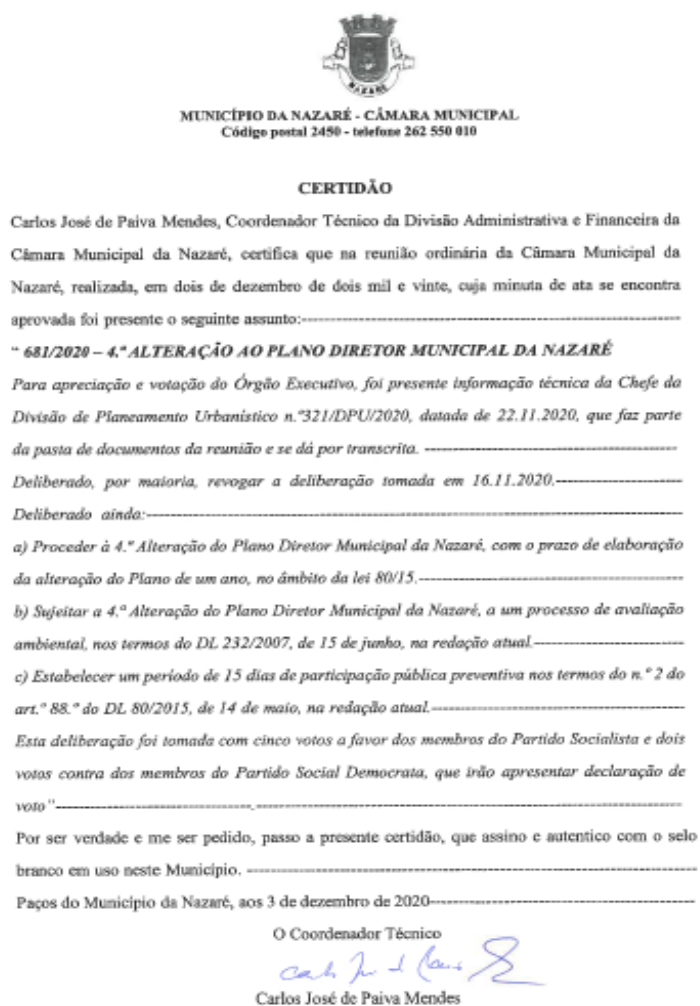 NAZARÉ
MUNICÍPIO DA NAZARÉ - CÂMARA MUNICIPAL
Código postal 2450 - telefone 262 550 010
CERTIDÃO
Carlos José de Paiva Mendes, Coordenador Técnico da Divisão Administrativa e Financeira da
Câmara Municipal da Nazaré, certifica que na reunião ordinária da Câmara Municipal da
Nazaré, realizada, em dois de dezembro de dois mil e vinte, cuja minuta de ata se encontra
aprovada foi presente o seguinte assunto:-----------------------------------------------
“ 681/2020 – 4.ª ALTERAÇÃO AO PLANO DIRETOR MUNICIPAL DA NAZARÉ
Para apreciação e votação do Órgão Executivo, foi presente informação técnica da Chefe da
Divisão de Planeamento Urbanístico n.º321/DPU/2020, datada de 22.11.2020, que faz parte
da pasta de documentos da reunião e se dá por transcrita. --------------------------------
Deliberado, por maioria, revogar a deliberação tomada em 16.11.2020.----------------
Deliberado ainda:--------------------------------------------------------------------
a) Proceder à 4.ª Alteração do Plano Diretor Municipal da Nazaré, com o prazo de elaboração
da alteração do Plano de um ano, no âmbito da lei 80/15.---------------------------------
b) Sujeitar a 4.ª Alteração do Plano Diretor Municipal da Nazaré, a um processo de avaliação
ambiental, nos termos do DL 232/2007, de 15 de junho, na redação atual.-------------------
c) Estabelecer um período de 15 dias de participação pública preventiva nos termos do n.º 2 do
art.º 88.º do DL 80/2015, de 14 de maio, na redação atual.--------------------------------
Esta deliberação foi tomada com cinco votos a favor dos membros do Partido Socialista e dois
votos contra dos membros do Partido Social Democrata, que irão apresentar declaração de
voto”-------------------------.------------------------------------------------------
Por ser verdade e me ser pedido, passo a presente certidão, que assino e autentico com o selo
branco em uso neste Município. ---------------------------------------------------------
Paços do Município da Nazaré, aos 3 de dezembro de 2020----------------------------------
O Coordenador Técnico
Carlos José de Paiva Mendes